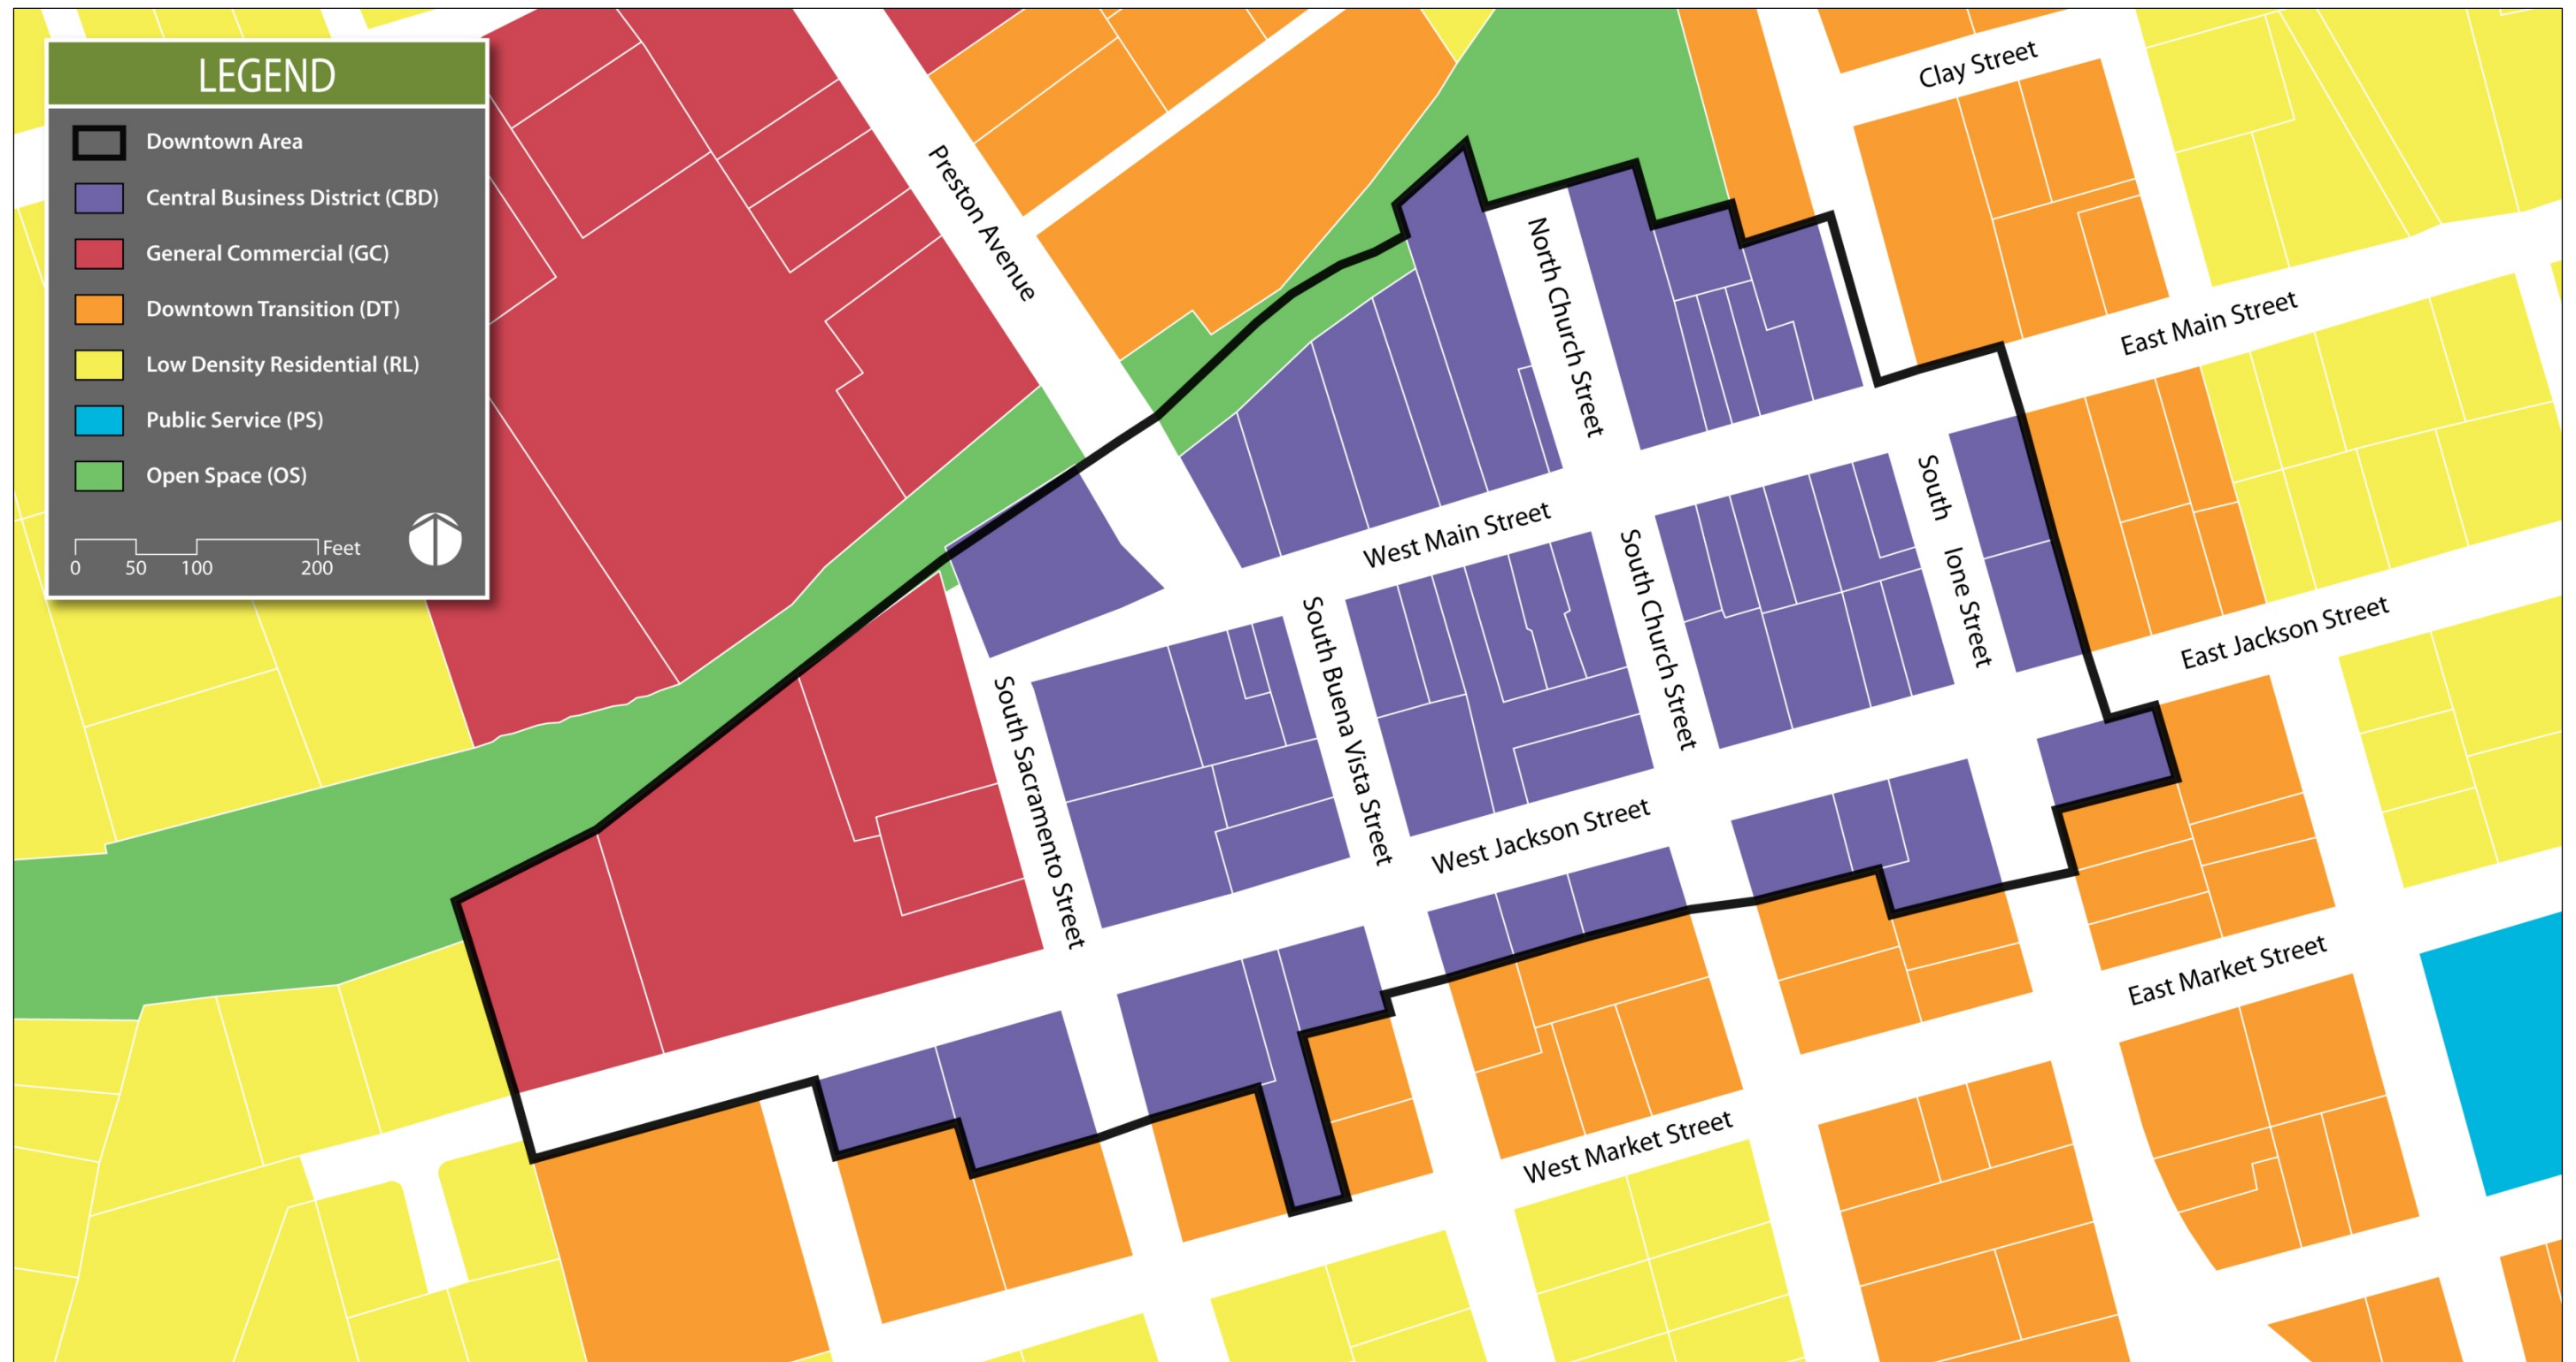 LEGEND
Downtown Area
Central Business District (CBD)
General Commercial (GC)
Downtown Transition (DT)
Low Density Residential (RL)
Public Service (PS)
Open Space (OS)
Feet
0 50 100 200
Clay Street
Preston Avenue
North Church Street
East Main Street
West Main Street
South Ione Street
South Church Street
South Buena Vista Street
East Jackson Street
South Sacramento Street
West Jackson Street
East Market Street
West Market Street